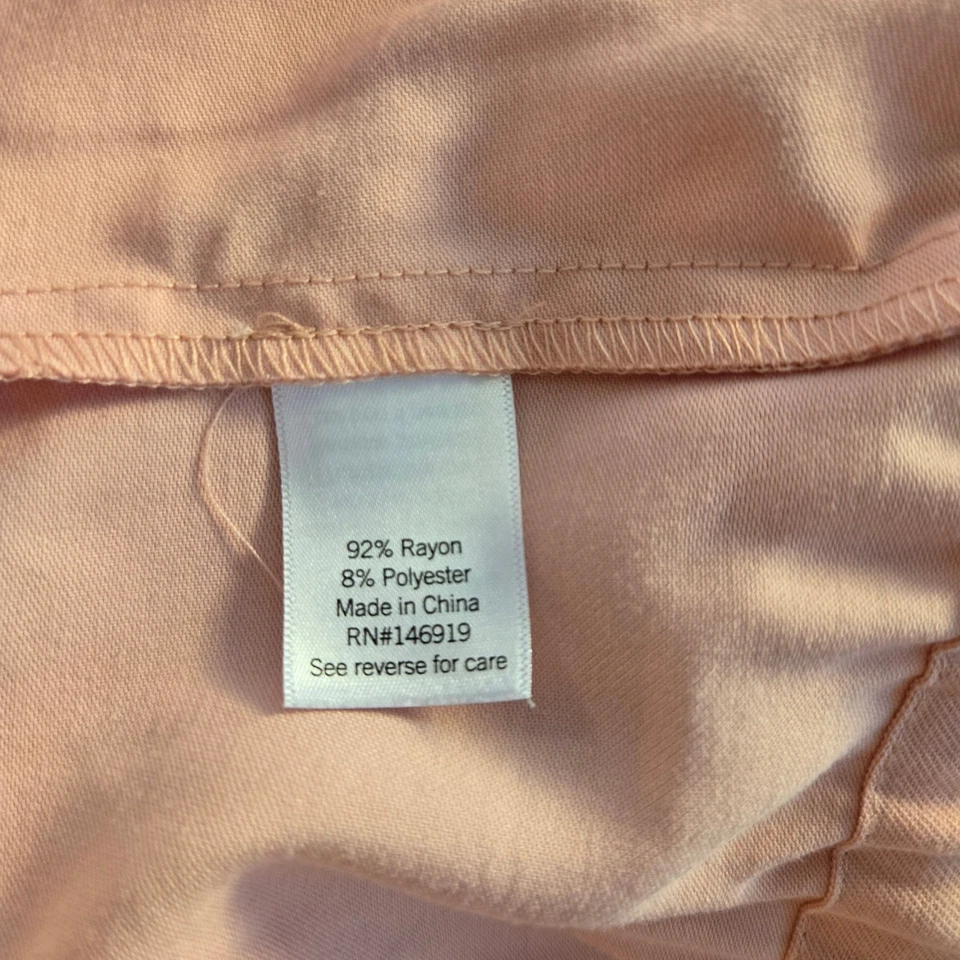 92% Rayon
8% Polyester
Made in China
RN#146919
See reverse for care